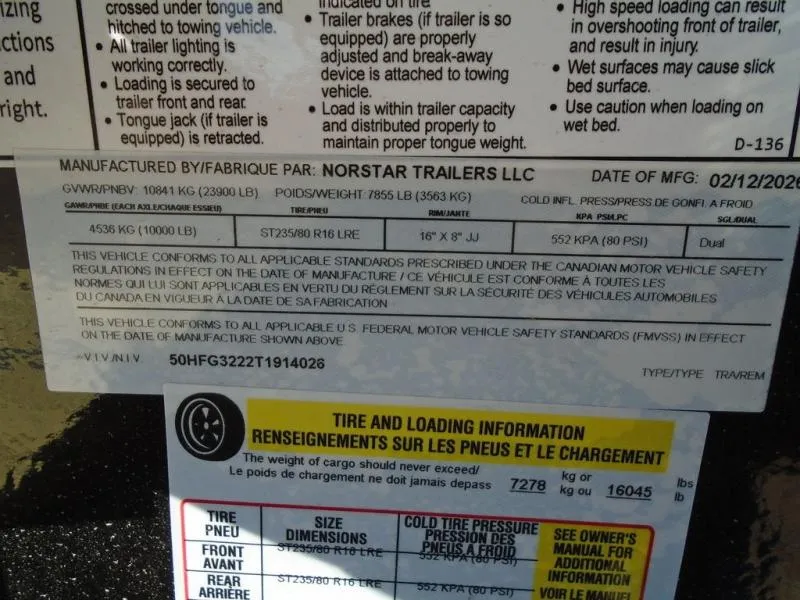 izing
ctions
and
right.
crossed under tongue and
hitched to towing vehicle.
• All trailer lighting is
working correctly.
• Loading is secured to
trailer front and rear.
• Tongue jack (if trailer is
equipped) is retracted.
indicated on tire
• Trailer brakes (if trailer is so
equipped) are properly
adjusted and break-away
device is attached to towing
vehicle.
• Load is within trailer capacity
and distributed properly to
maintain proper tongue weight.
• High speed loading can result
in overshooting front of trailer,
and result in injury.
• Wet surfaces may cause slick
bed surface.
• Use caution when loading on
wet bed.
D-136
MANUFACTURED BY/FABRIQUE PAR: NORSTAR TRAILERS LLC DATE OF MFG: 02/12/2026
GVWR/PNBV: 10841 KG (23900 LB) POIDS/WEIGHT: 7855 LB (3563 KG) COLD INFL. PRESS/PRESS.DE GONFL.A FROID
GAWR/PNBE (EACH AXLE/CHAQUE ESSIEU) TIRE/PNEU RIM/JANTE KPA PSI/LPC SGL/DUAL
4536 KG (10000 LB) ST235/80 R16 LRE 16" X 8" JJ 552 KPA (80 PSI) Dual
THIS VEHICLE CONFORMS TO ALL APPLICABLE STANDARDS PRESCRIBED UNDER THE CANADIAN MOTOR VEHICLE SAFETY
REGULATIONS IN EFFECT ON THE DATE OF MANUFACTURE / CE VÉHICULE EST CONFORME À TOUTES LES
NORMES QUI LUI SONT APPLICABLES EN VERTU DU RÈGLEMENT SUR LA SÉCURITÉ DES VÉHICULES AUTOMOBILES
DU CANADA EN VIGUEUR À LA DATE DE SA FABRICATION
THIS VEHICLE CONFORMS TO ALL APPLICABLE U.S. FEDERAL MOTOR VEHICLE SAFETY STANDARDS (FMVSS) IN EFFECT
ON THE DATE OF MANUFACTURE SHOWN ABOVE
V.I.V./N.I.V. 50HFG3222T1914026 TYPE/TYPE TRA/REM
TIRE AND LOADING INFORMATION
RENSEIGNEMENTS SUR LES PNEUS ET LE CHARGEMENT
The weight of cargo should never exceed/
Le poids de chargement ne doit jamais depass
7278 kg or
kg ou 16045 lbs
lb
TIRE
PNEU
SIZE
DIMENSIONS
COLD TIRE PRESSURE
PRESSION DES
PNEUS A FROID
FRONT
AVANT
ST235/80 R16 LRE
552 KPA (80 PSI)
REAR
ARRIÈRE
ST235/80 R16 LRE
552 KPA (80 PSI)
SEE OWNER'S
MANUAL FOR
ADDITIONAL
INFORMATION
VOIR LE MANUEL